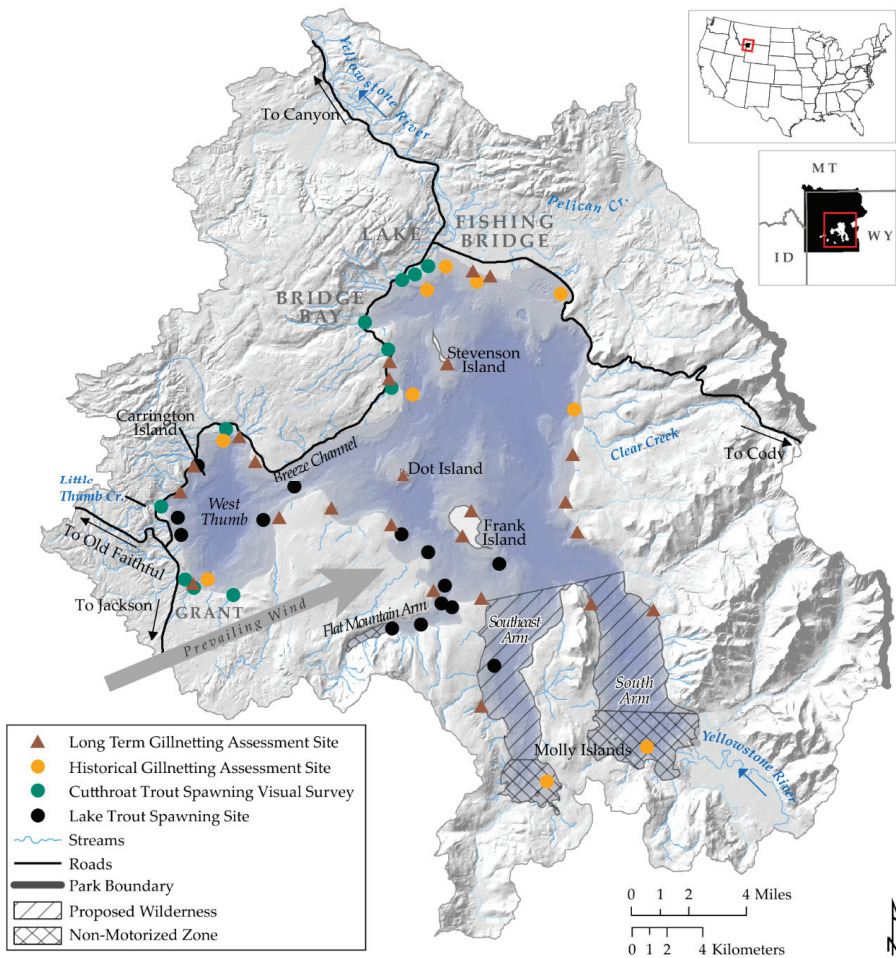 Yellowstone River
To Canyon
MT
ID
WY
Pelican Cr.
LAKE
FISHING
BRIDGE
BRIDGE
BAY
Stevenson
Island
Carrington
Island
Breeze Channel
Clear Creek
To Cody
Little
Thumb Cr.
West
Thumb
Dot Island
Frank
Island
To Old Faithful
To Jackson
GRANT
Prevailing Wind
Flat Mountain Arm
Southeast
Arm
South
Arm
Molly Islands
Yellowstone
River
Long Term Gillnetting Assessment Site
Historical Gillnetting Assessment Site
Cutthroat Trout Spawning Visual Survey
Lake Trout Spawning Site
Streams
Roads
Park Boundary
Proposed Wilderness
Non-Motorized Zone
0 1 2 4 Miles
0 1 2 4 Kilometers